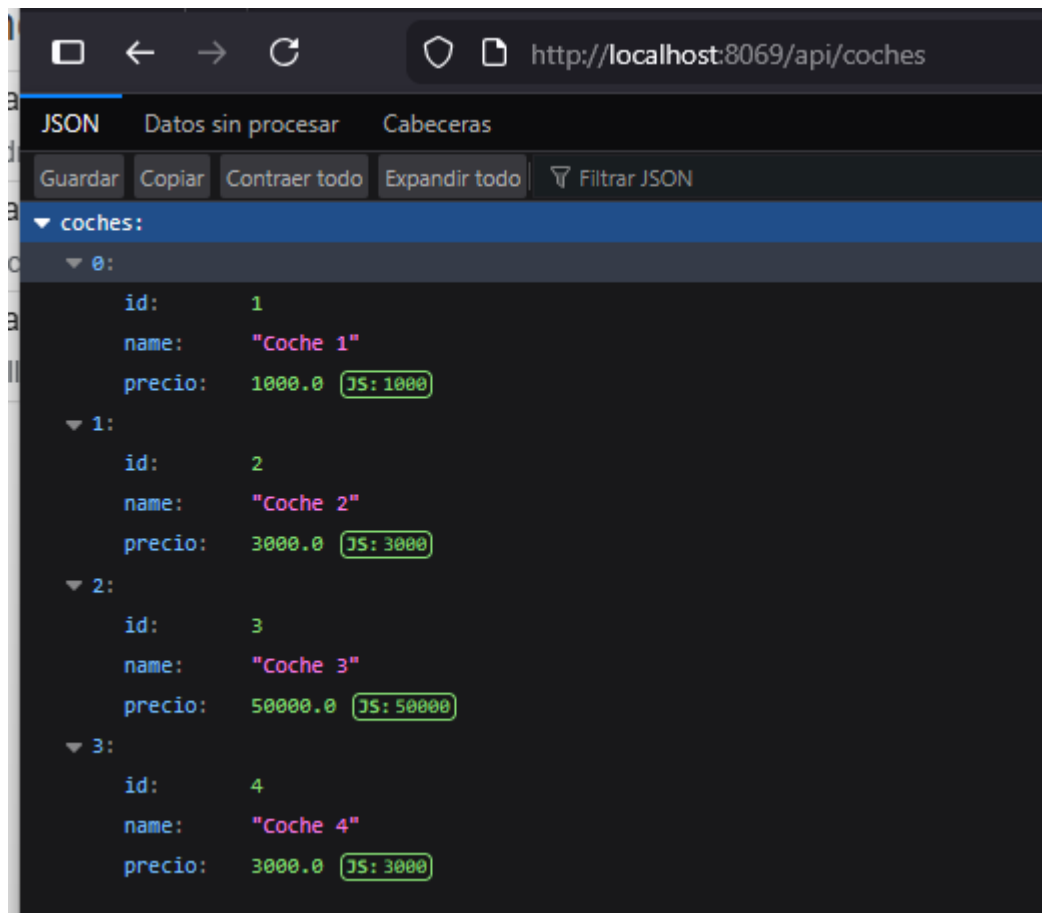 http://localhost:8069/api/coches
JSON Datos sin procesar Cabeceras
Guardar Copiar Contraer todo Expandir todo Filtrar JSON
coches:
0:
id: 1
name: "Coche 1"
precio: 1000.0 JS: 1000
1:
id: 2
name: "Coche 2"
precio: 3000.0 JS: 3000
2:
id: 3
name: "Coche 3"
precio: 50000.0 JS: 50000
3:
id: 4
name: "Coche 4"
precio: 3000.0 JS: 3000